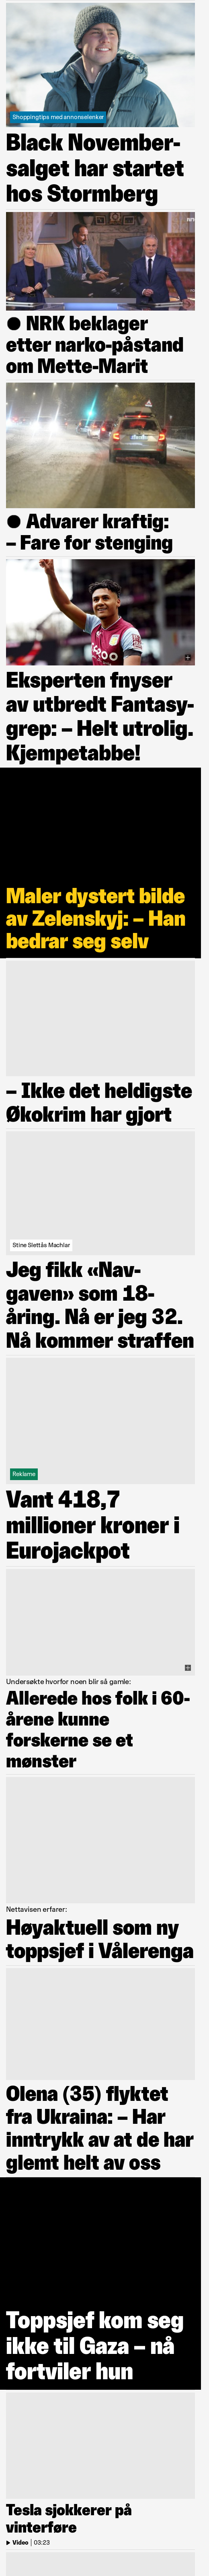 Shoppingtips med annonselenker
Black November-
salget har startet
hos Stormberg
● NRK beklager
etter narko-påstand
om Mette-Marit
● Advarer kraftig:
– Fare for stenging
Eksperten fnyser
av utbredt Fantasy-
grep: – Helt utrolig.
Kjempetabbe!
Maler dystert bilde
av Zelenskyj: – Han
bedrar seg selv
– Ikke det heldigste
Økokrim har gjort
Stine Slettås Machlar
Jeg fikk «Nav-
gaven» som 18-
åring. Nå er jeg 32.
Nå kommer straffen
Reklame
Vant 418,7
millioner kroner i
Eurojackpot
Undersøkte hvorfor noen blir så gamle:
Allerede hos folk i 60-
årene kunne
forskerne se et
mønster
Nettavisen erfarer:
Høyaktuell som ny
toppsjef i Vålerenga
Olena (35) flyktet
fra Ukraina: – Har
inntrykk av at de har
glemt helt av oss
Toppsjef kom seg
ikke til Gaza – nå
fortviler hun
Tesla sjokkerer på
vinterføre
Video | 03:23